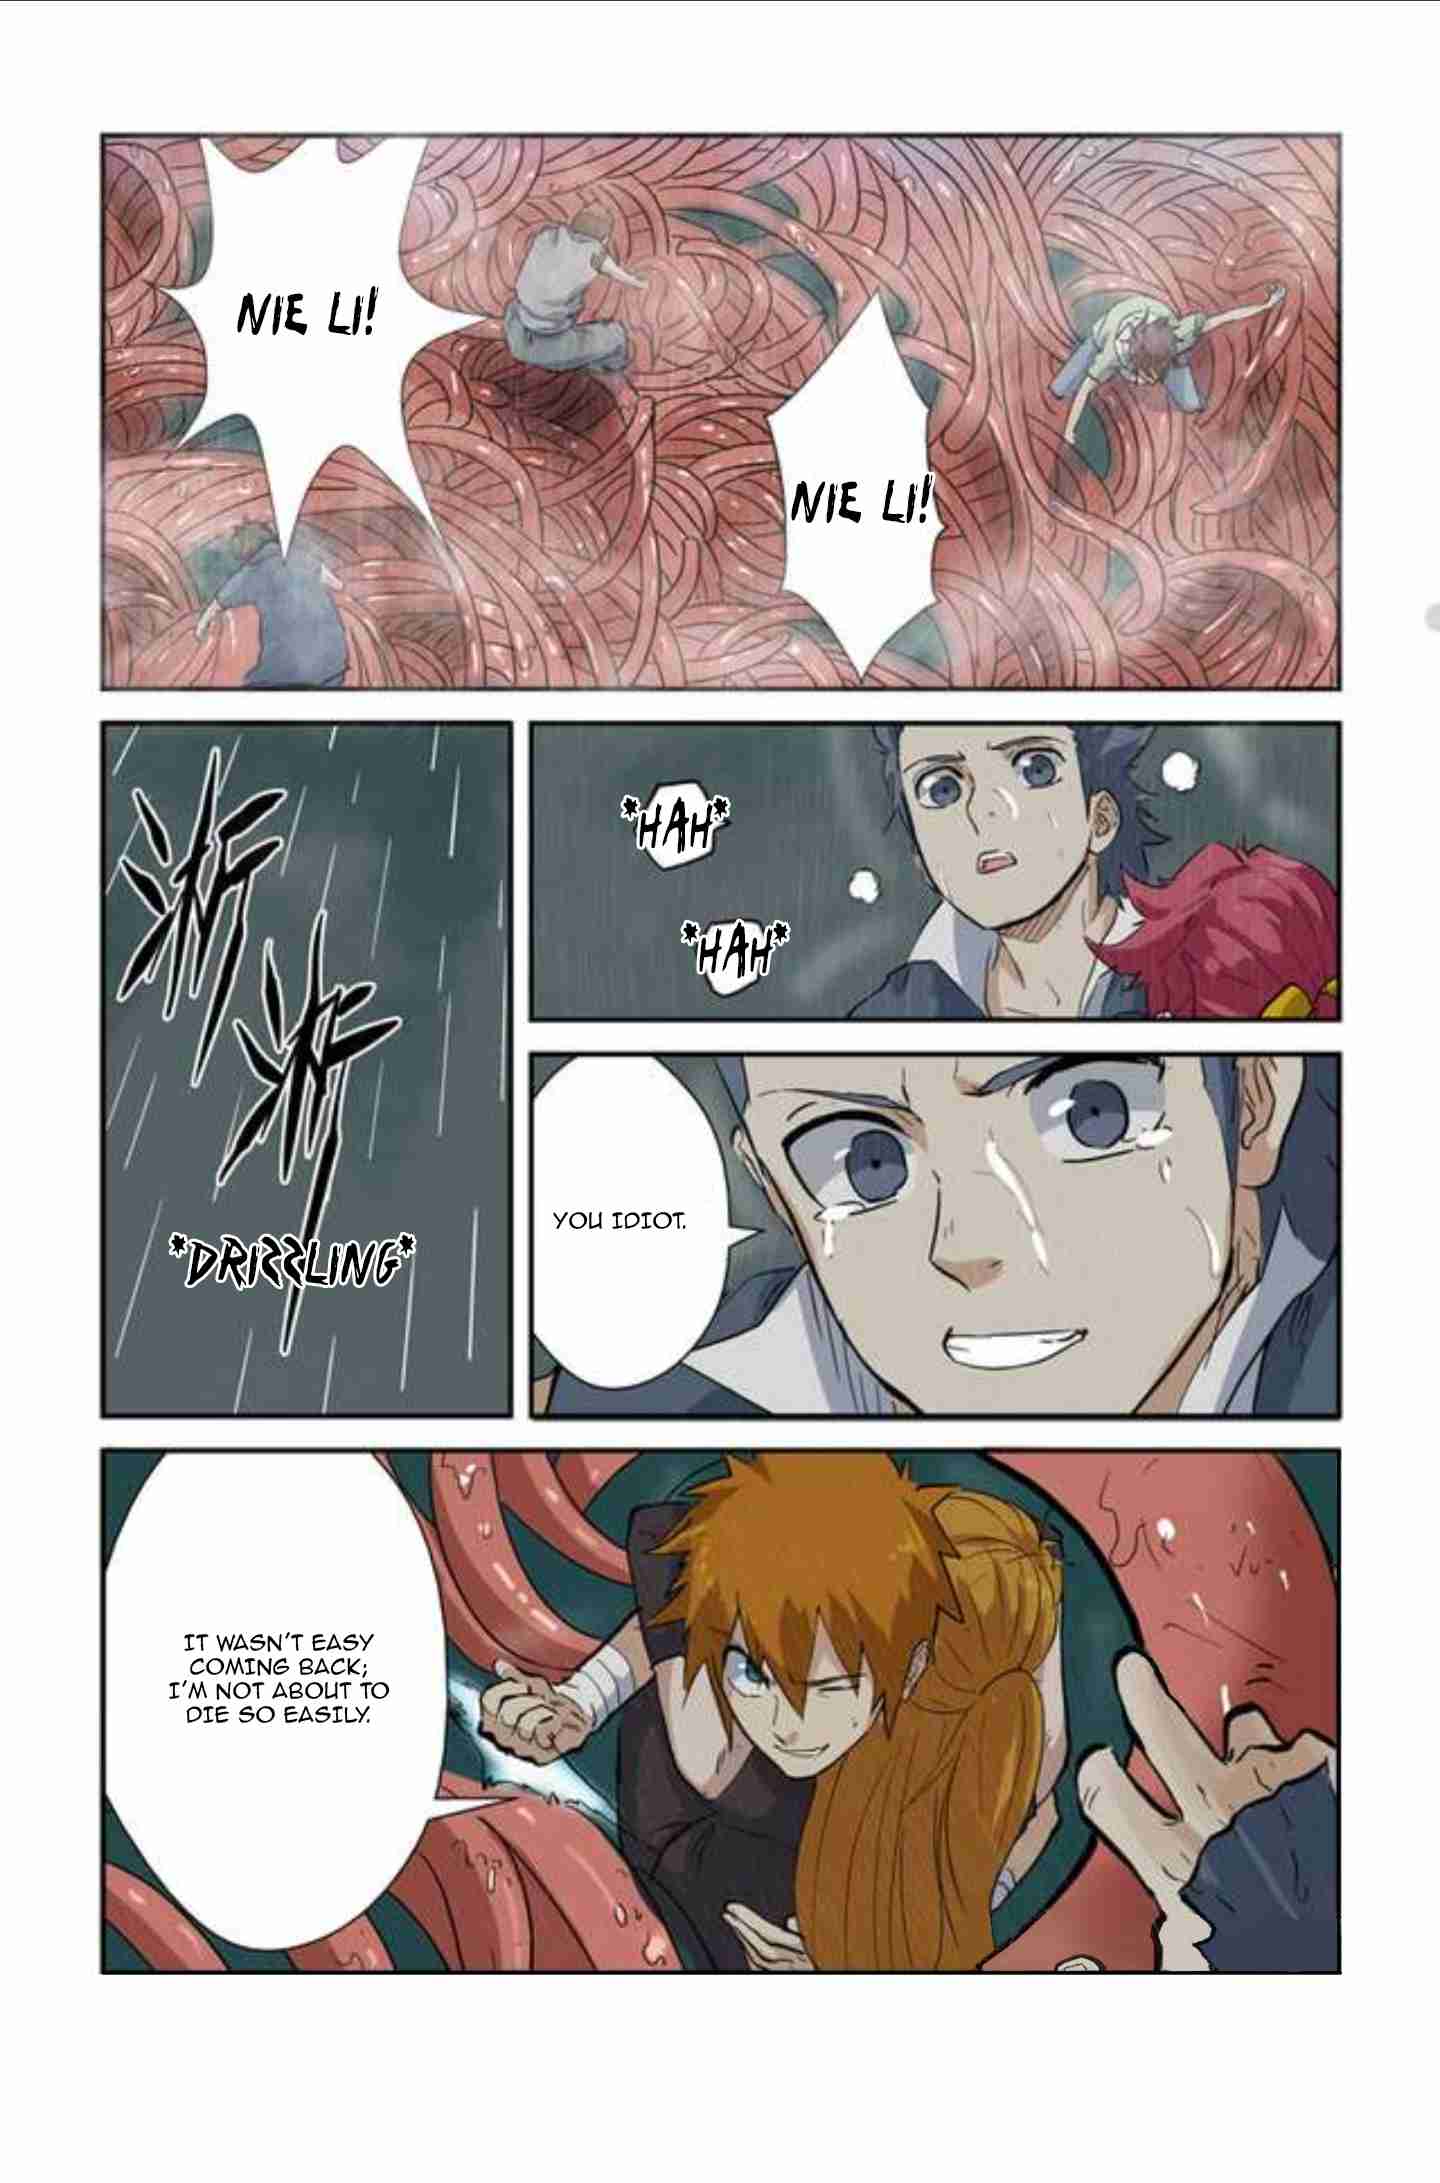 NIE LI!
NIE LI!
淅
淅
*DRIZZLING*
*HAH*
*HAH*
YOU IDIOT.
IT WASN'T EASY
COMING BACK;
I'M NOT ABOUT TO
DIE SO EASILY.